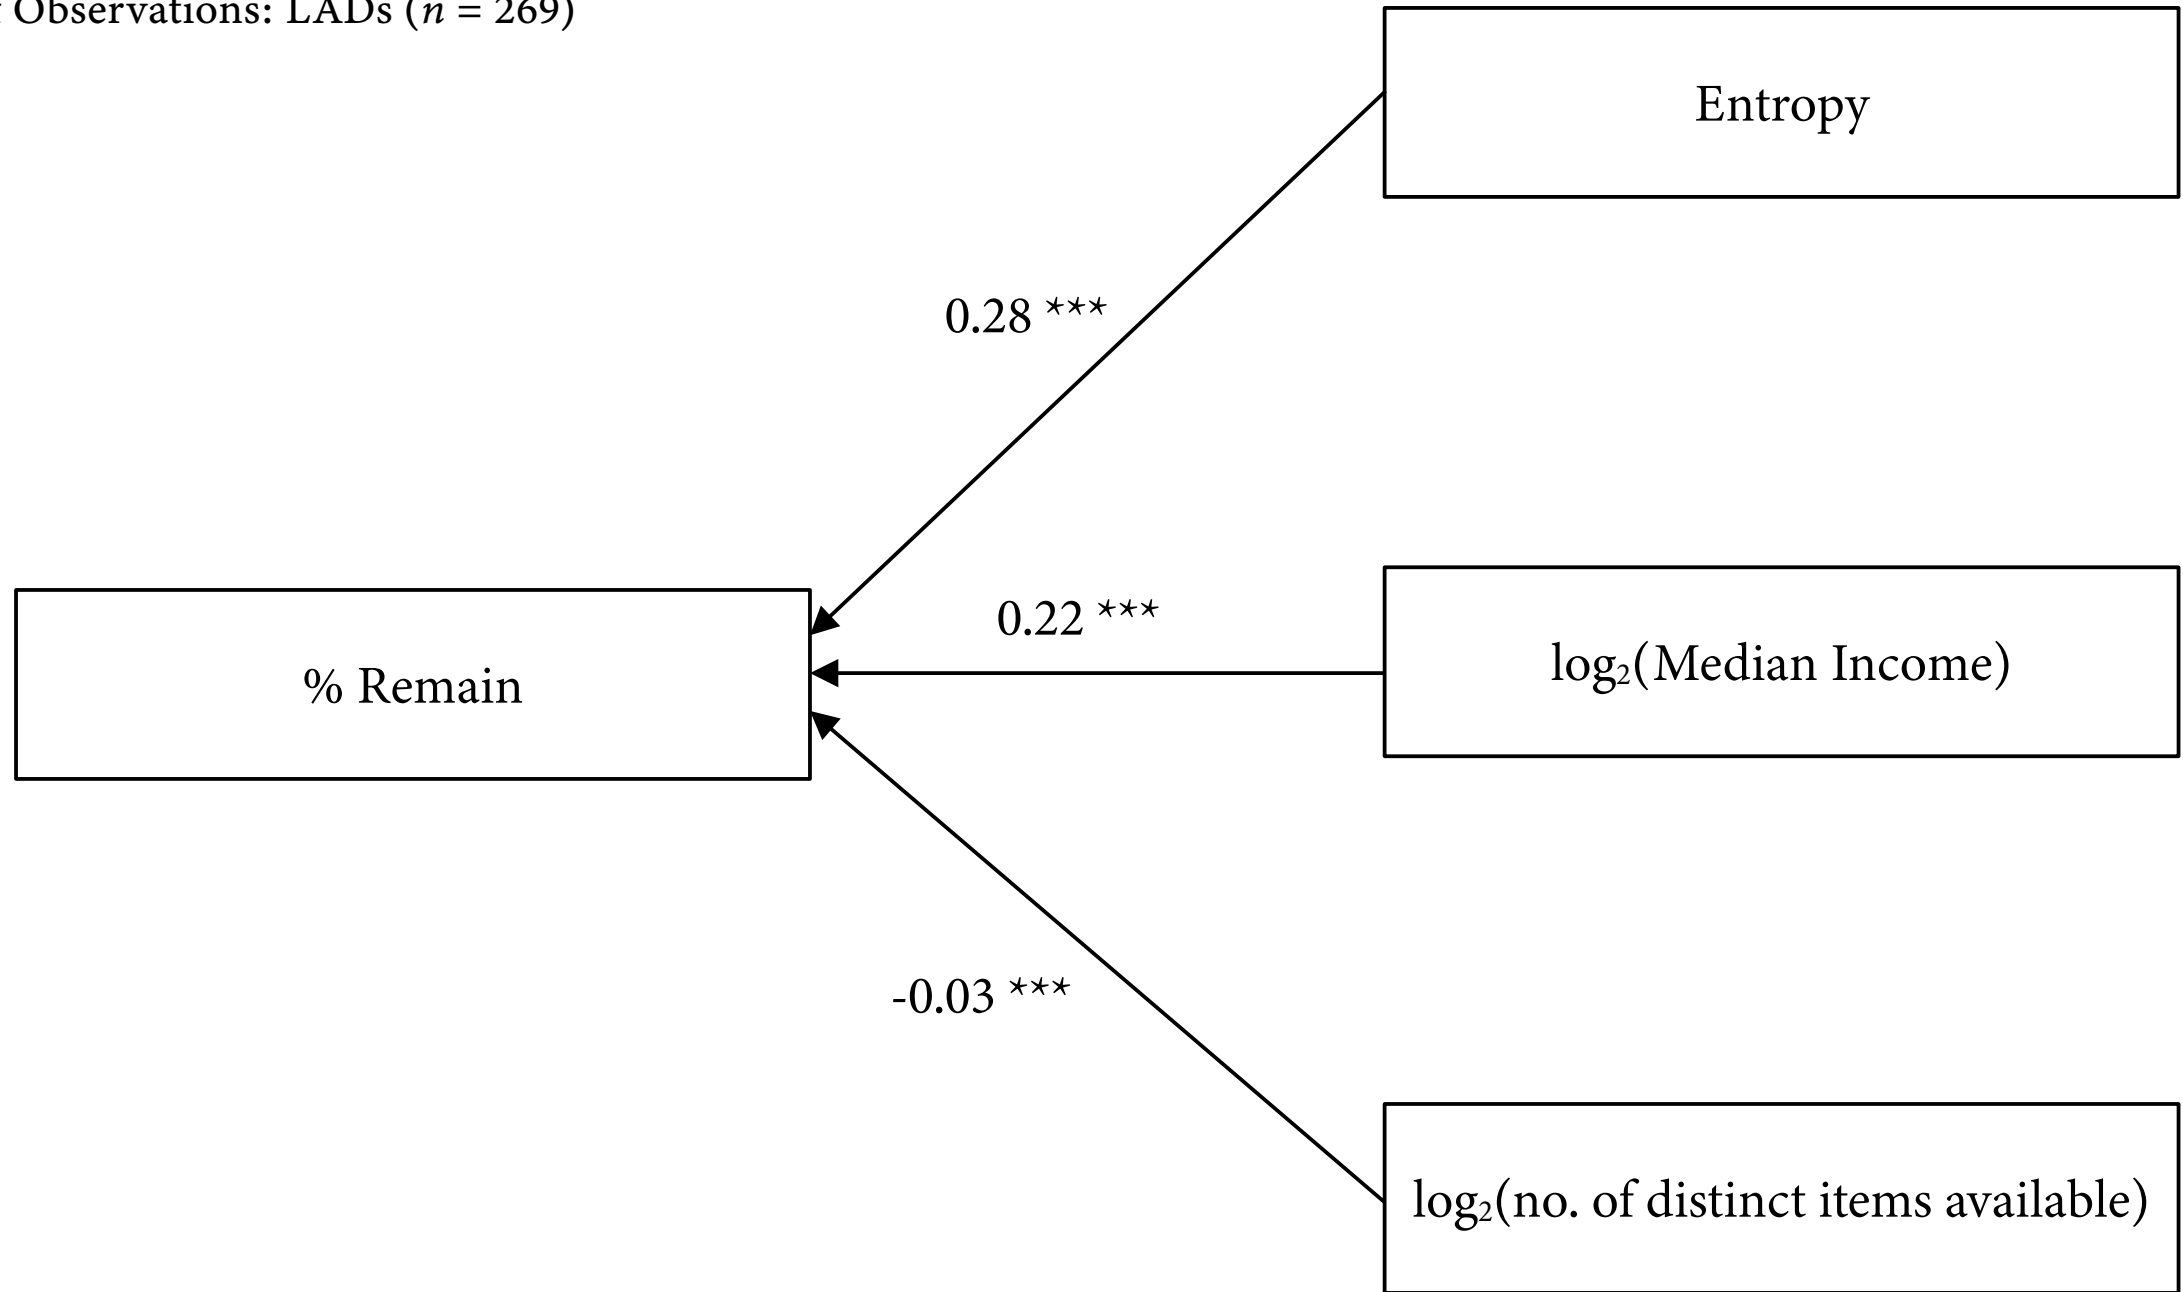 Observations: LADs (n = 269)
Entropy
0.28 ***
0.22 ***
% Remain
log₂(Median Income)
-0.03 ***
log₂(no. of distinct items available)